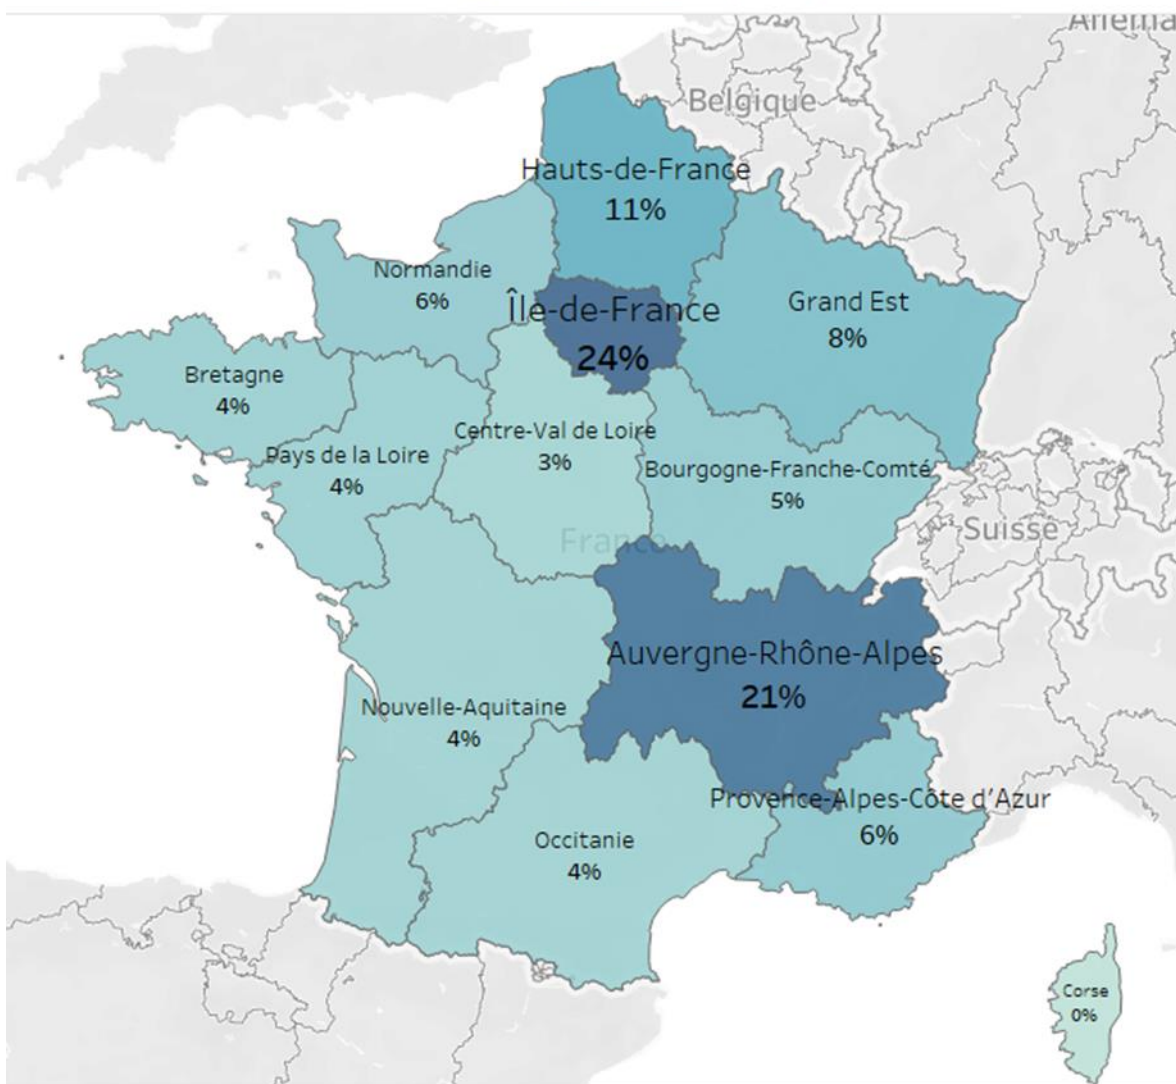 Belgique
Hauts-de-France
11%
Normandie
6%
Île-de-France
24%
Grand Est
8%
Bretagne
4%
Centre-Val de Loire
3%
Pays de la Loire
4%
Bourgogne-Franche-Comté
5%
Suisse
France
Auvergne-Rhône-Alpes
21%
Nouvelle-Aquitaine
4%
Provence-Alpes-Côte d’Azur
6%
Occitanie
4%
Corse
0%